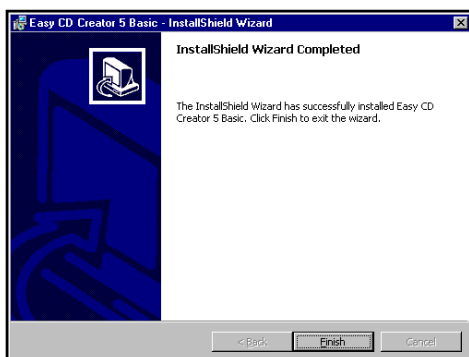 Easy CD Creator 5 Basic - InstallShield Wizard
InstallShield Wizard Completed
The InstallShield Wizard has successfully installed Easy CD
Creator 5 Basic. Click Finish to exit the wizard.
< Back
Finish
Cancel